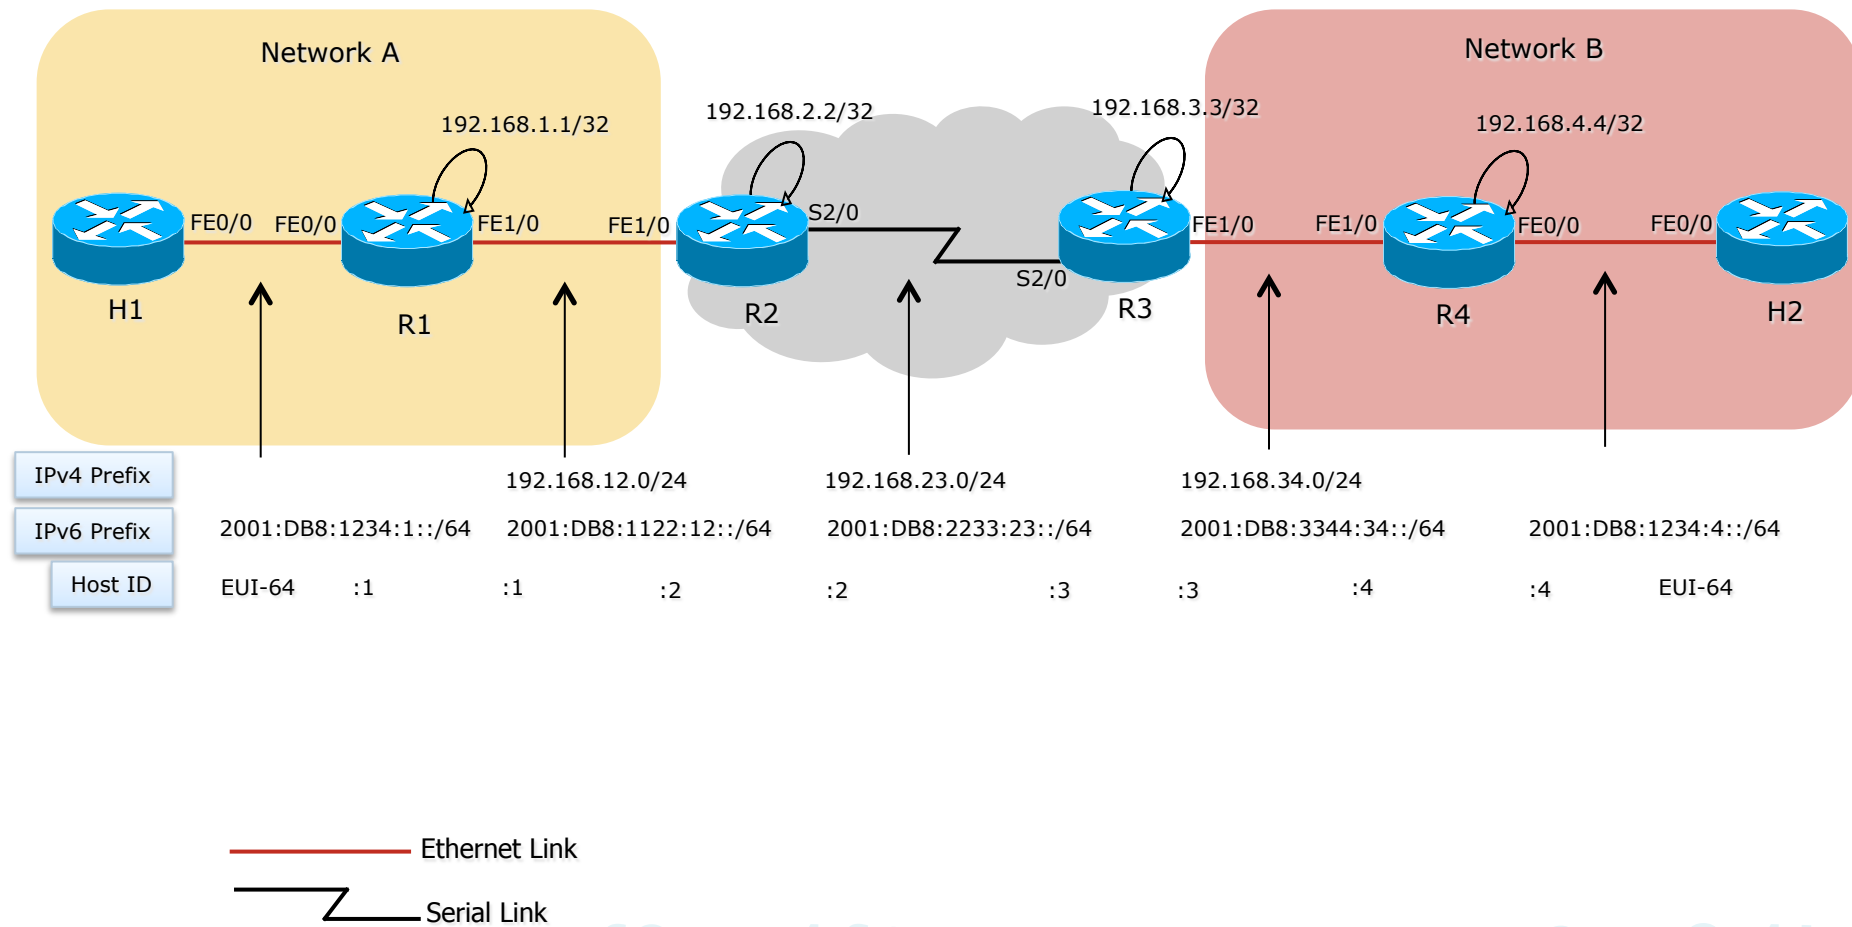 Network A
Network B
192.168.1.1/32
192.168.2.2/32
192.168.3.3/32
192.168.4.4/32
FE0/0
FE0/0
FE1/0
FE1/0
S2/0
S2/0
FE1/0
FE1/0
FE0/0
FE0/0
H1
R1
R2
R3
R4
H2
IPv4 Prefix
192.168.12.0/24
192.168.23.0/24
192.168.34.0/24
IPv6 Prefix
2001:DB8:1234:1::/64
2001:DB8:1122:12::/64
2001:DB8:2233:23::/64
2001:DB8:3344:34::/64
2001:DB8:1234:4::/64
Host ID
EUI-64
:1
:1
:2
:2
:3
:3
:4
:4
EUI-64
Ethernet Link
Serial Link